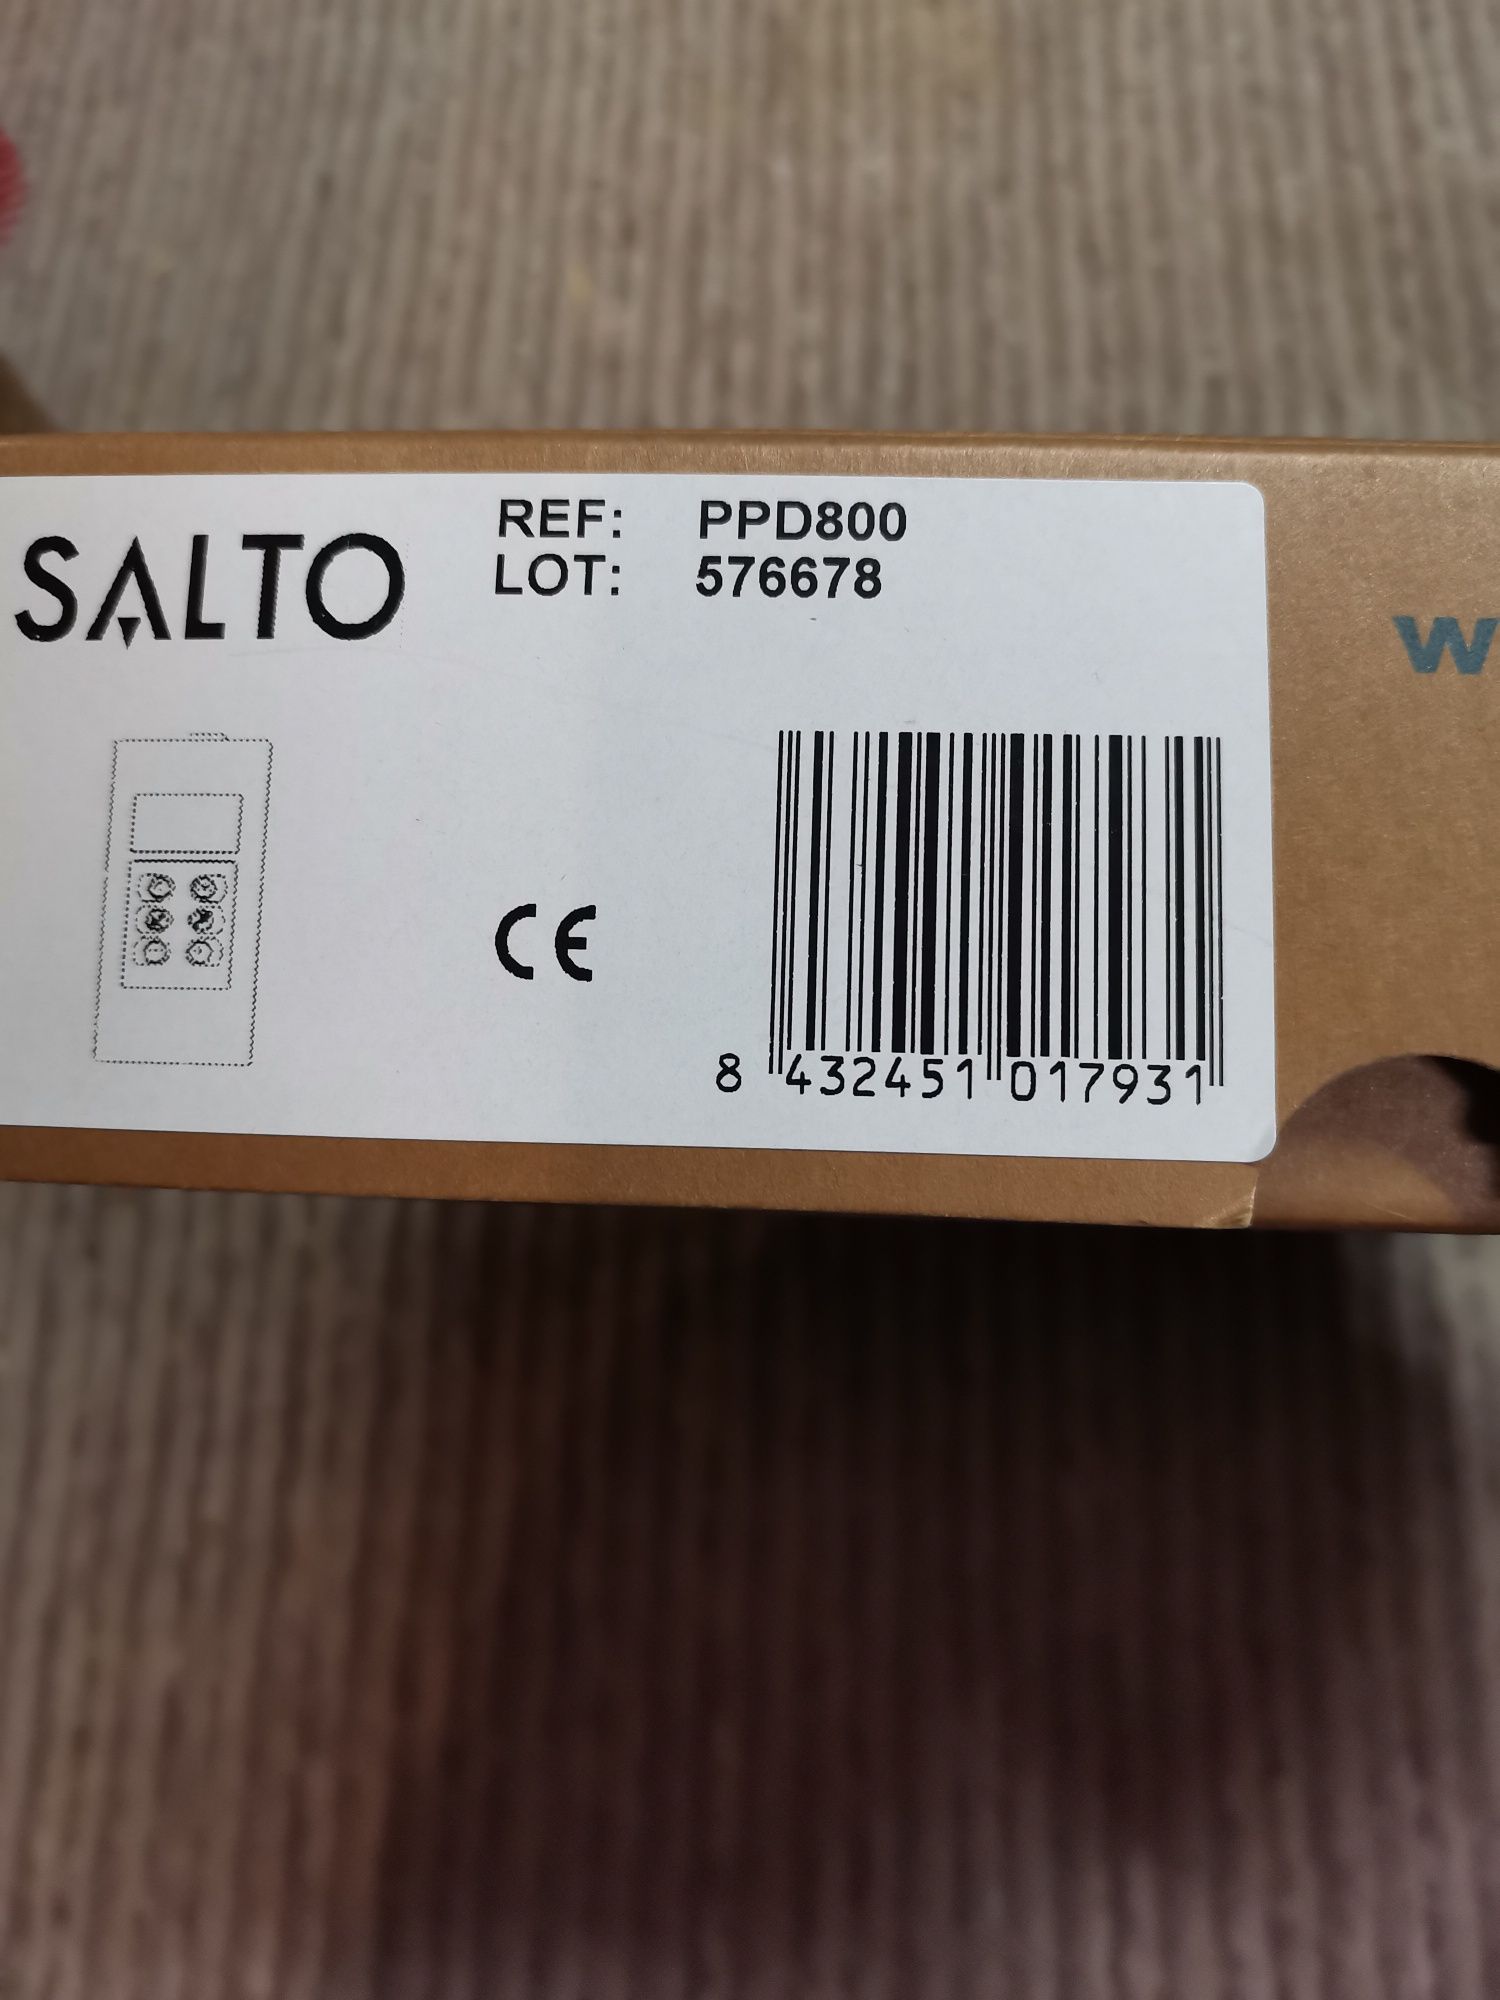 SALTO
REF: PPD800
LOT: 576678
w
CE
8 432451 017931